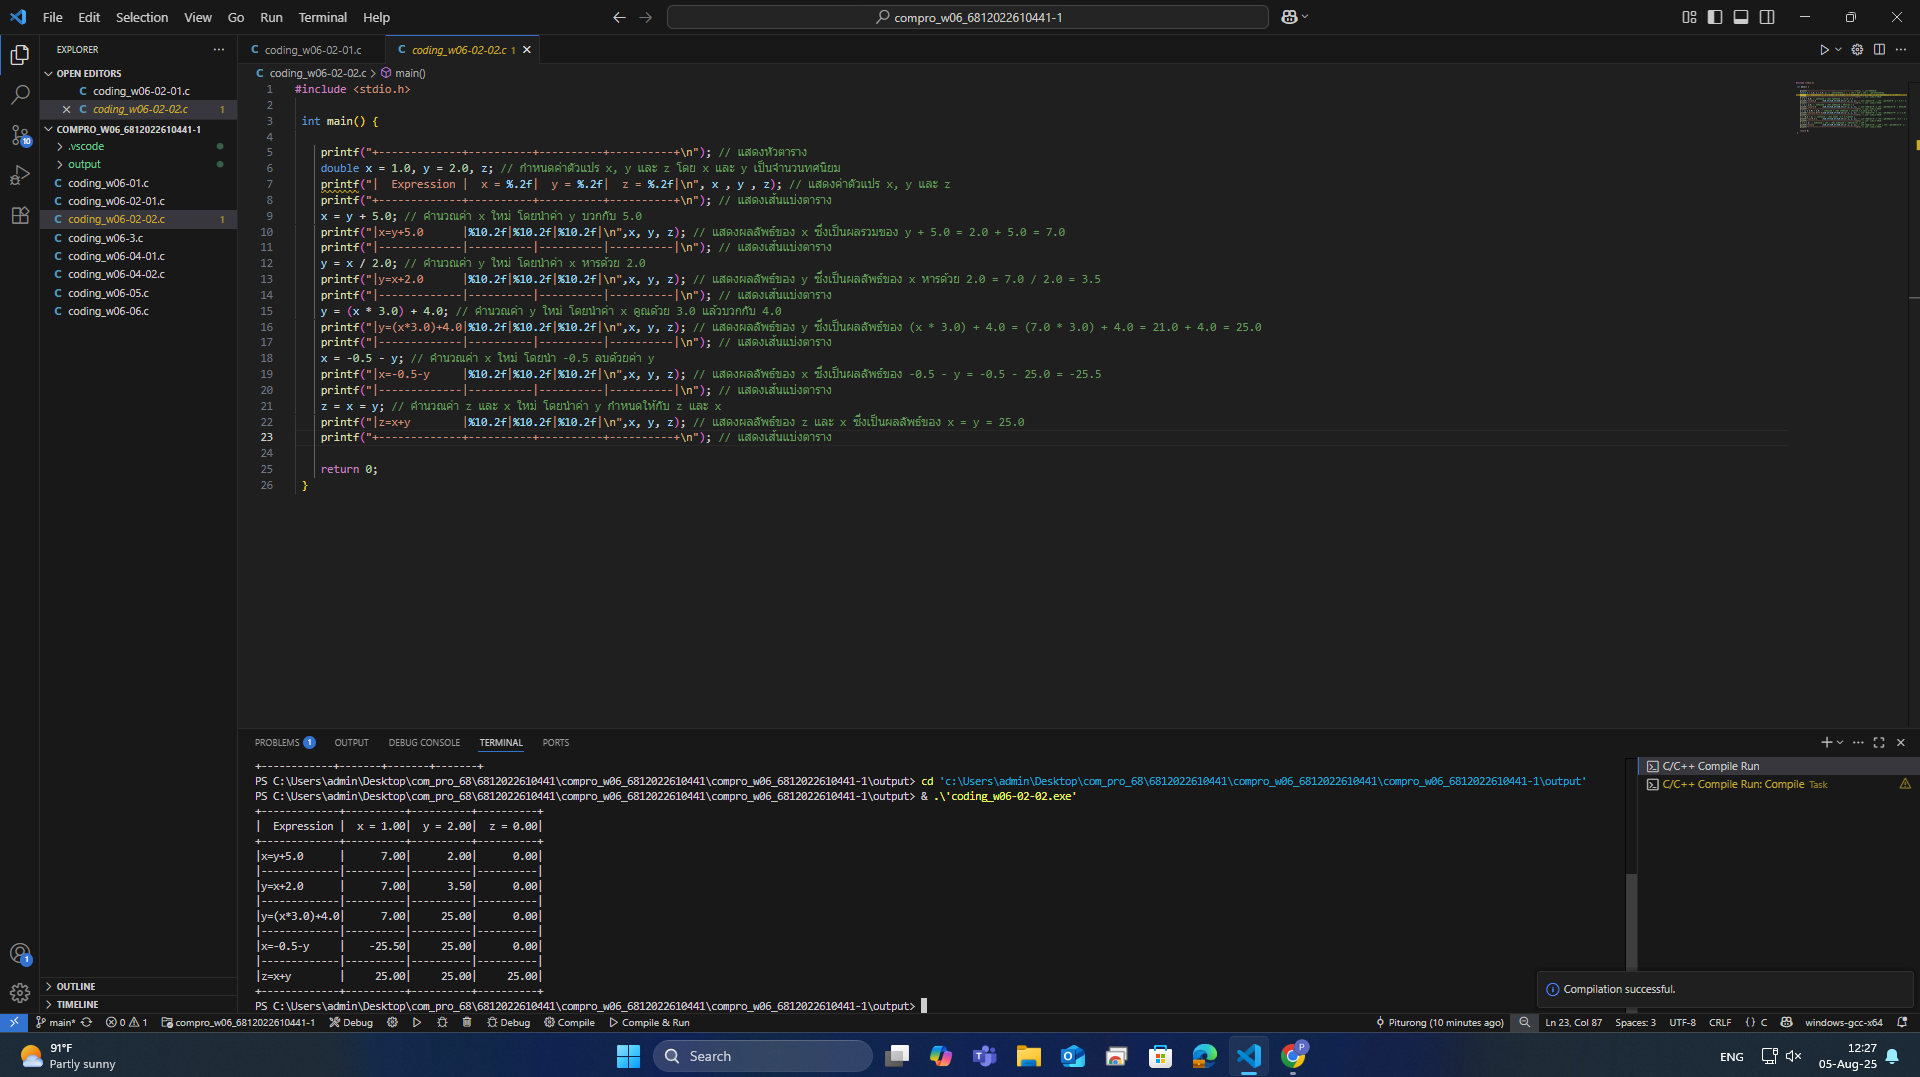 File Edit Selection View Go Run Terminal Help
compro_w06_6812022610441-1
EXPLORER
OPEN EDITORS
coding_w06-02-01.c
coding_w06-02-02.c 1
COMPRO_W06_6812022610441-1
.vscode
output
C coding_w06-01.c
C coding_w06-02-01.c
C coding_w06-02-02.c 1
C coding_w06-3.c
C coding_w06-04-01.c
C coding_w06-04-02.c
C coding_w06-05.c
C coding_w06-06.c
OUTLINE
TIMELINE
C coding_w06-02-01.c C coding_w06-02-02.c 1
C coding_w06-02-02.c > main()
1 #include <stdio.h>
2
3 int main() {
4
5 printf("+-------------+----------+----------+----------+\n"); // แสดงหัวตาราง
6 double x = 1.0, y = 2.0, z; // กำหนดค่าตัวแปร x, y และ z โดย x และ y เป็นจำนวนทศนิยม
7 printf("|  Expression |  x = %.2f|  y = %.2f|  z = %.2f|\n", x , y , z); // แสดงค่าตัวแปร x, y และ z
8 printf("+-------------+----------+----------+----------+\n"); // แสดงเส้นแบ่งตาราง
9 x = y + 5.0; // คำนวณค่า x ใหม่ โดยนำค่า y บวกกับ 5.0
10 printf("|x=y+5.0      |%10.2f|%10.2f|%10.2f|\n",x, y, z); // แสดงผลลัพธ์ของ x ซึ่งเป็นผลรวมของ y + 5.0 = 2.0 + 5.0 = 7.0
11 printf("|-------------|----------|----------|----------|\n"); // แสดงเส้นแบ่งตาราง
12 y = x / 2.0; // คำนวณค่า y ใหม่ โดยนำค่า x หารด้วย 2.0
13 printf("|y=x+2.0      |%10.2f|%10.2f|%10.2f|\n",x, y, z); // แสดงผลลัพธ์ของ y ซึ่งเป็นผลลัพธ์ของ x หารด้วย 2.0 = 7.0 / 2.0 = 3.5
14 printf("|-------------|----------|----------|----------|\n"); // แสดงเส้นแบ่งตาราง
15 y = (x * 3.0) + 4.0; // คำนวณค่า y ใหม่ โดยนำค่า x คูณด้วย 3.0 แล้วบวกกับ 4.0
16 printf("|y=(x*3.0)+4.0|%10.2f|%10.2f|%10.2f|\n",x, y, z); // แสดงผลลัพธ์ของ y ซึ่งเป็นผลลัพธ์ของ (x * 3.0) + 4.0 = (7.0 * 3.0) + 4.0 = 21.0 + 4.0 = 25.0
17 printf("|-------------|----------|----------|----------|\n"); // แสดงเส้นแบ่งตาราง
18 x = -0.5 - y; // คำนวณค่า x ใหม่ โดยนำ -0.5 ลบด้วยค่า y
19 printf("|x=-0.5-y     |%10.2f|%10.2f|%10.2f|\n",x, y, z); // แสดงผลลัพธ์ของ x ซึ่งเป็นผลลัพธ์ของ -0.5 - y = -0.5 - 25.0 = -25.5
20 printf("|-------------|----------|----------|----------|\n"); // แสดงเส้นแบ่งตาราง
21 z = x = y; // คำนวณค่า z และ x ใหม่ โดยนำค่า y กำหนดให้กับ z และ x
22 printf("|z=x+y        |%10.2f|%10.2f|%10.2f|\n",x, y, z); // แสดงผลลัพธ์ของ z และ x ซึ่งเป็นผลลัพธ์ของ x = y = 25.0
23 printf("+-------------+----------+----------+----------+\n"); // แสดงเส้นแบ่งตาราง
24
25 return 0;
26 }
PROBLEMS 1 OUTPUT DEBUG CONSOLE TERMINAL PORTS
+------------+-------+-------+-------+
PS C:\Users\admin\Desktop\com_pro_68\6812022610441\compro_w06_6812022610441\compro_w06_6812022610441-1\output> cd 'c:\Users\admin\Desktop\com_pro_68\6812022610441\compro_w06_6812022610441\compro_w06_6812022610441-1\output'
PS C:\Users\admin\Desktop\com_pro_68\6812022610441\compro_w06_6812022610441\compro_w06_6812022610441-1\output> & .\'coding_w06-02-02.exe'
+-------------+----------+----------+----------+
|  Expression |  x = 1.00|  y = 2.00|  z = 0.00|
+-------------+----------+----------+----------+
|x=y+5.0      |      7.00|      2.00|      0.00|
|-------------|----------|----------|----------|
|y=x+2.0      |      7.00|      3.50|      0.00|
|-------------|----------|----------|----------|
|y=(x*3.0)+4.0|      7.00|     25.00|      0.00|
|-------------|----------|----------|----------|
|x=-0.5-y     |    -25.50|     25.00|      0.00|
|-------------|----------|----------|----------|
|z=x+y        |     25.00|     25.00|     25.00|
+-------------+----------+----------+----------+
PS C:\Users\admin\Desktop\com_pro_68\6812022610441\compro_w06_6812022610441\compro_w06_6812022610441-1\output>
C/C++ Compile Run
C/C++ Compile Run: Compile Task
Compilation successful.
main* 0 1 compro_w06_6812022610441-1 Debug Debug Compile Compile & Run Piturong (10 minutes ago) Ln 23, Col 87 Spaces: 3 UTF-8 CRLF {} C windows-gcc-x64
91°F
Partly sunny
Search
ENG
12:27
05-Aug-25